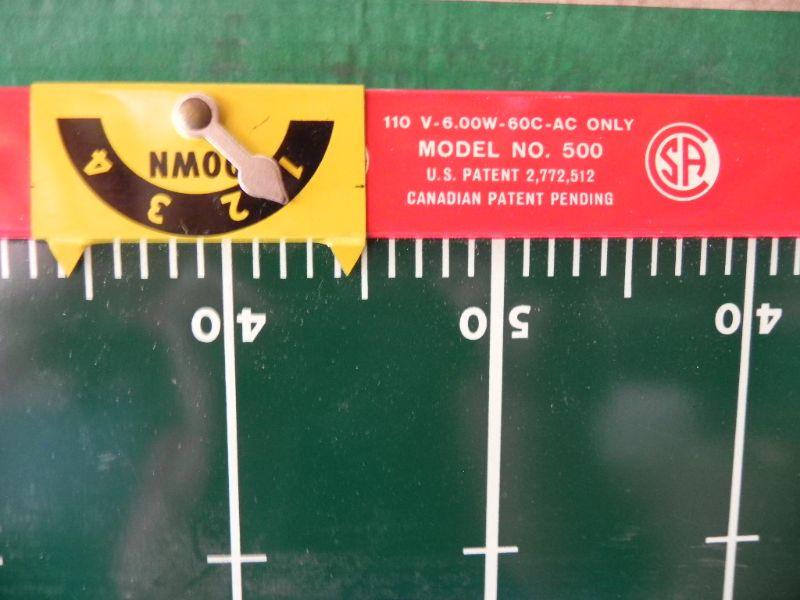 4 3 2 1
DOWN
110 V-6.00W-60C-AC ONLY
MODEL NO. 500
U.S. PATENT 2,772,512
CANADIAN PATENT PENDING
CSA
40 50 40